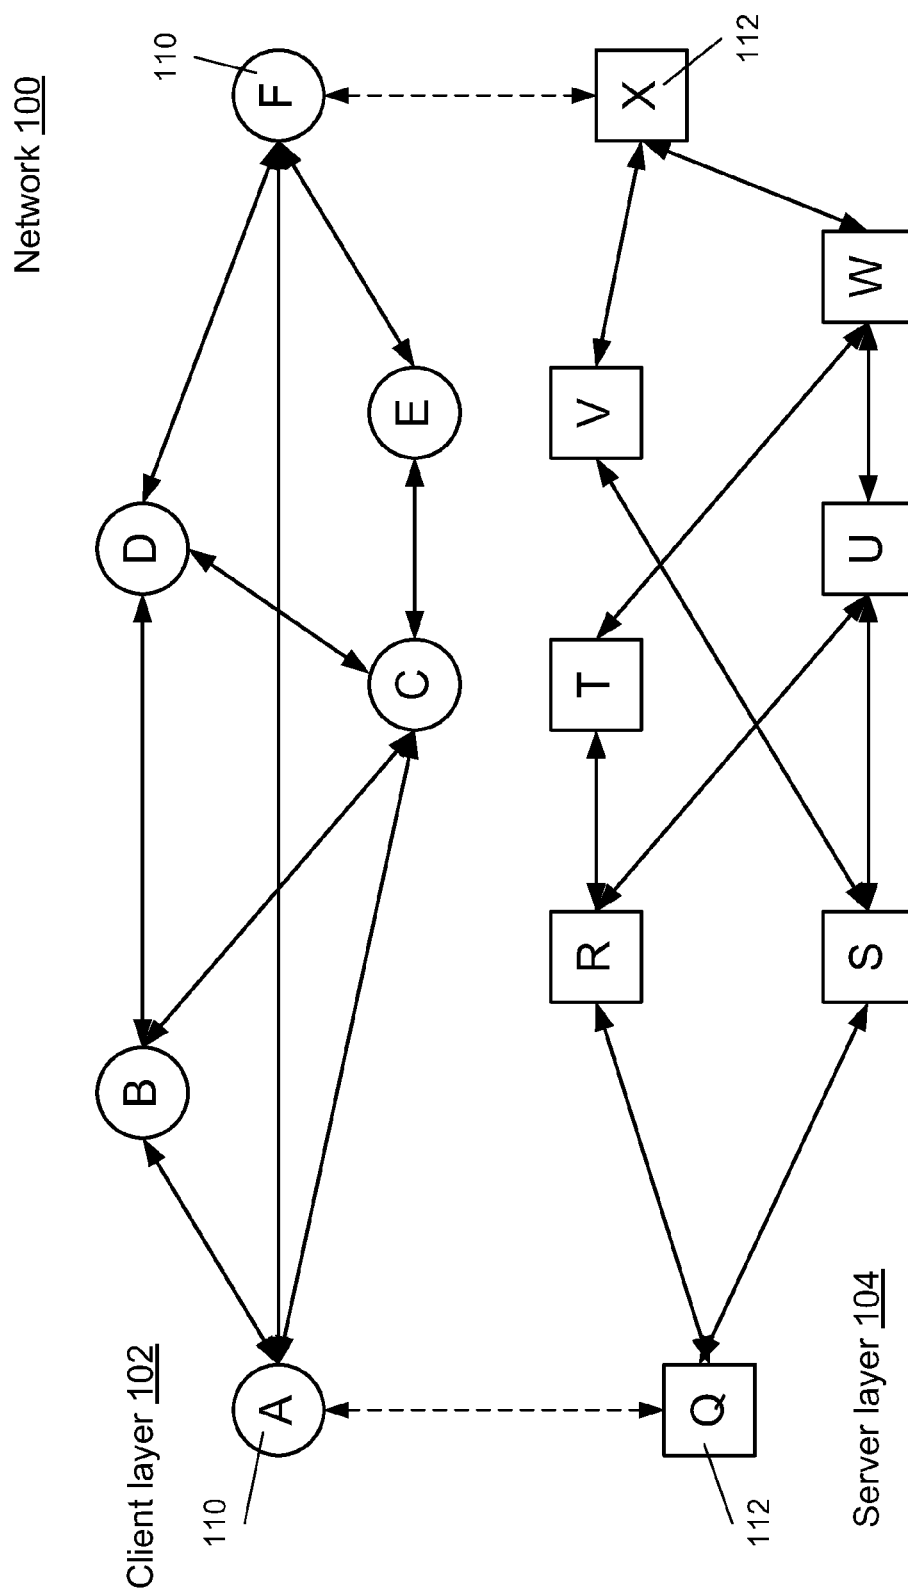 Network 100
Client layer 102
B
D
110
110
A
F
C
E
R
T
V
X
Q
112
112
Server layer 104
S
U
W